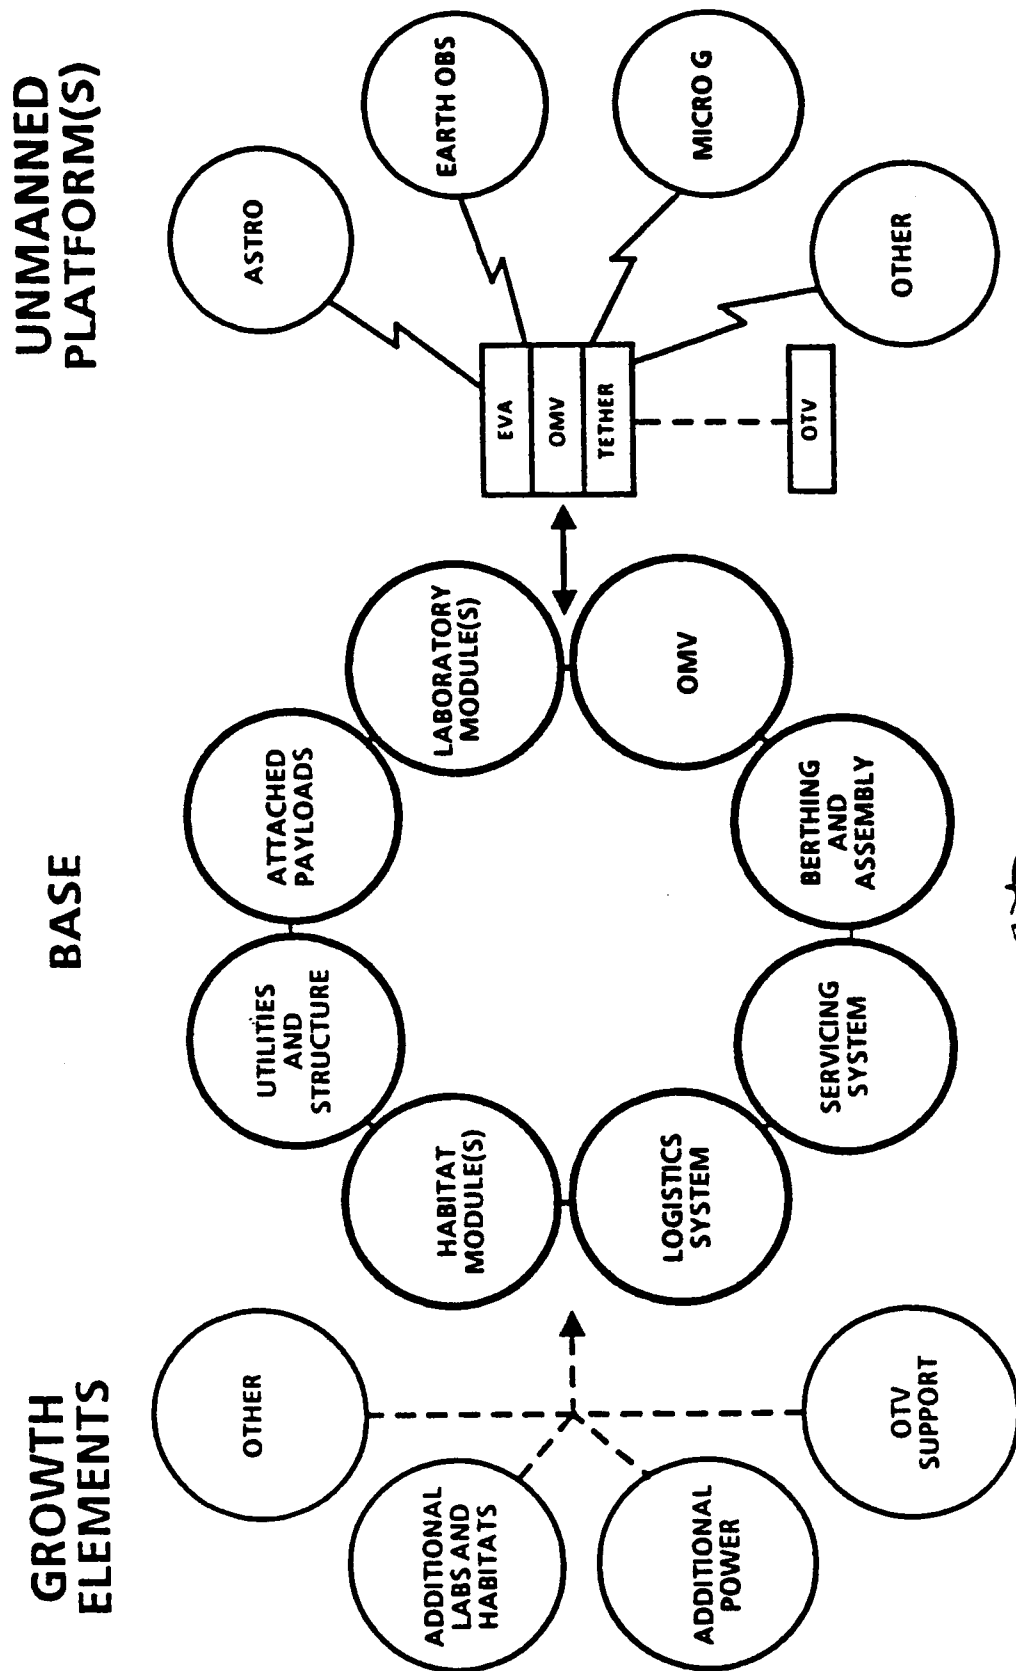 GROWTH
ELEMENTS
BASE
UNMANNED
PLATFORM(S)
OTHER
ADDITIONAL
LABS AND
HABITATS
ADDITIONAL
POWER
OTV
SUPPORT
UTILITIES
AND
STRUCTURE
ATTACHED
PAYLOADS
HABITAT
MODULE(S)
LABORATORY
MODULE(S)
LOGISTICS
SYSTEM
OMV
SERVICING
SYSTEM
BERTHING
AND
ASSEMBLY
EVA
OMV
TETHER
OTV
ASTRO
EARTH OBS
MICRO G
OTHER